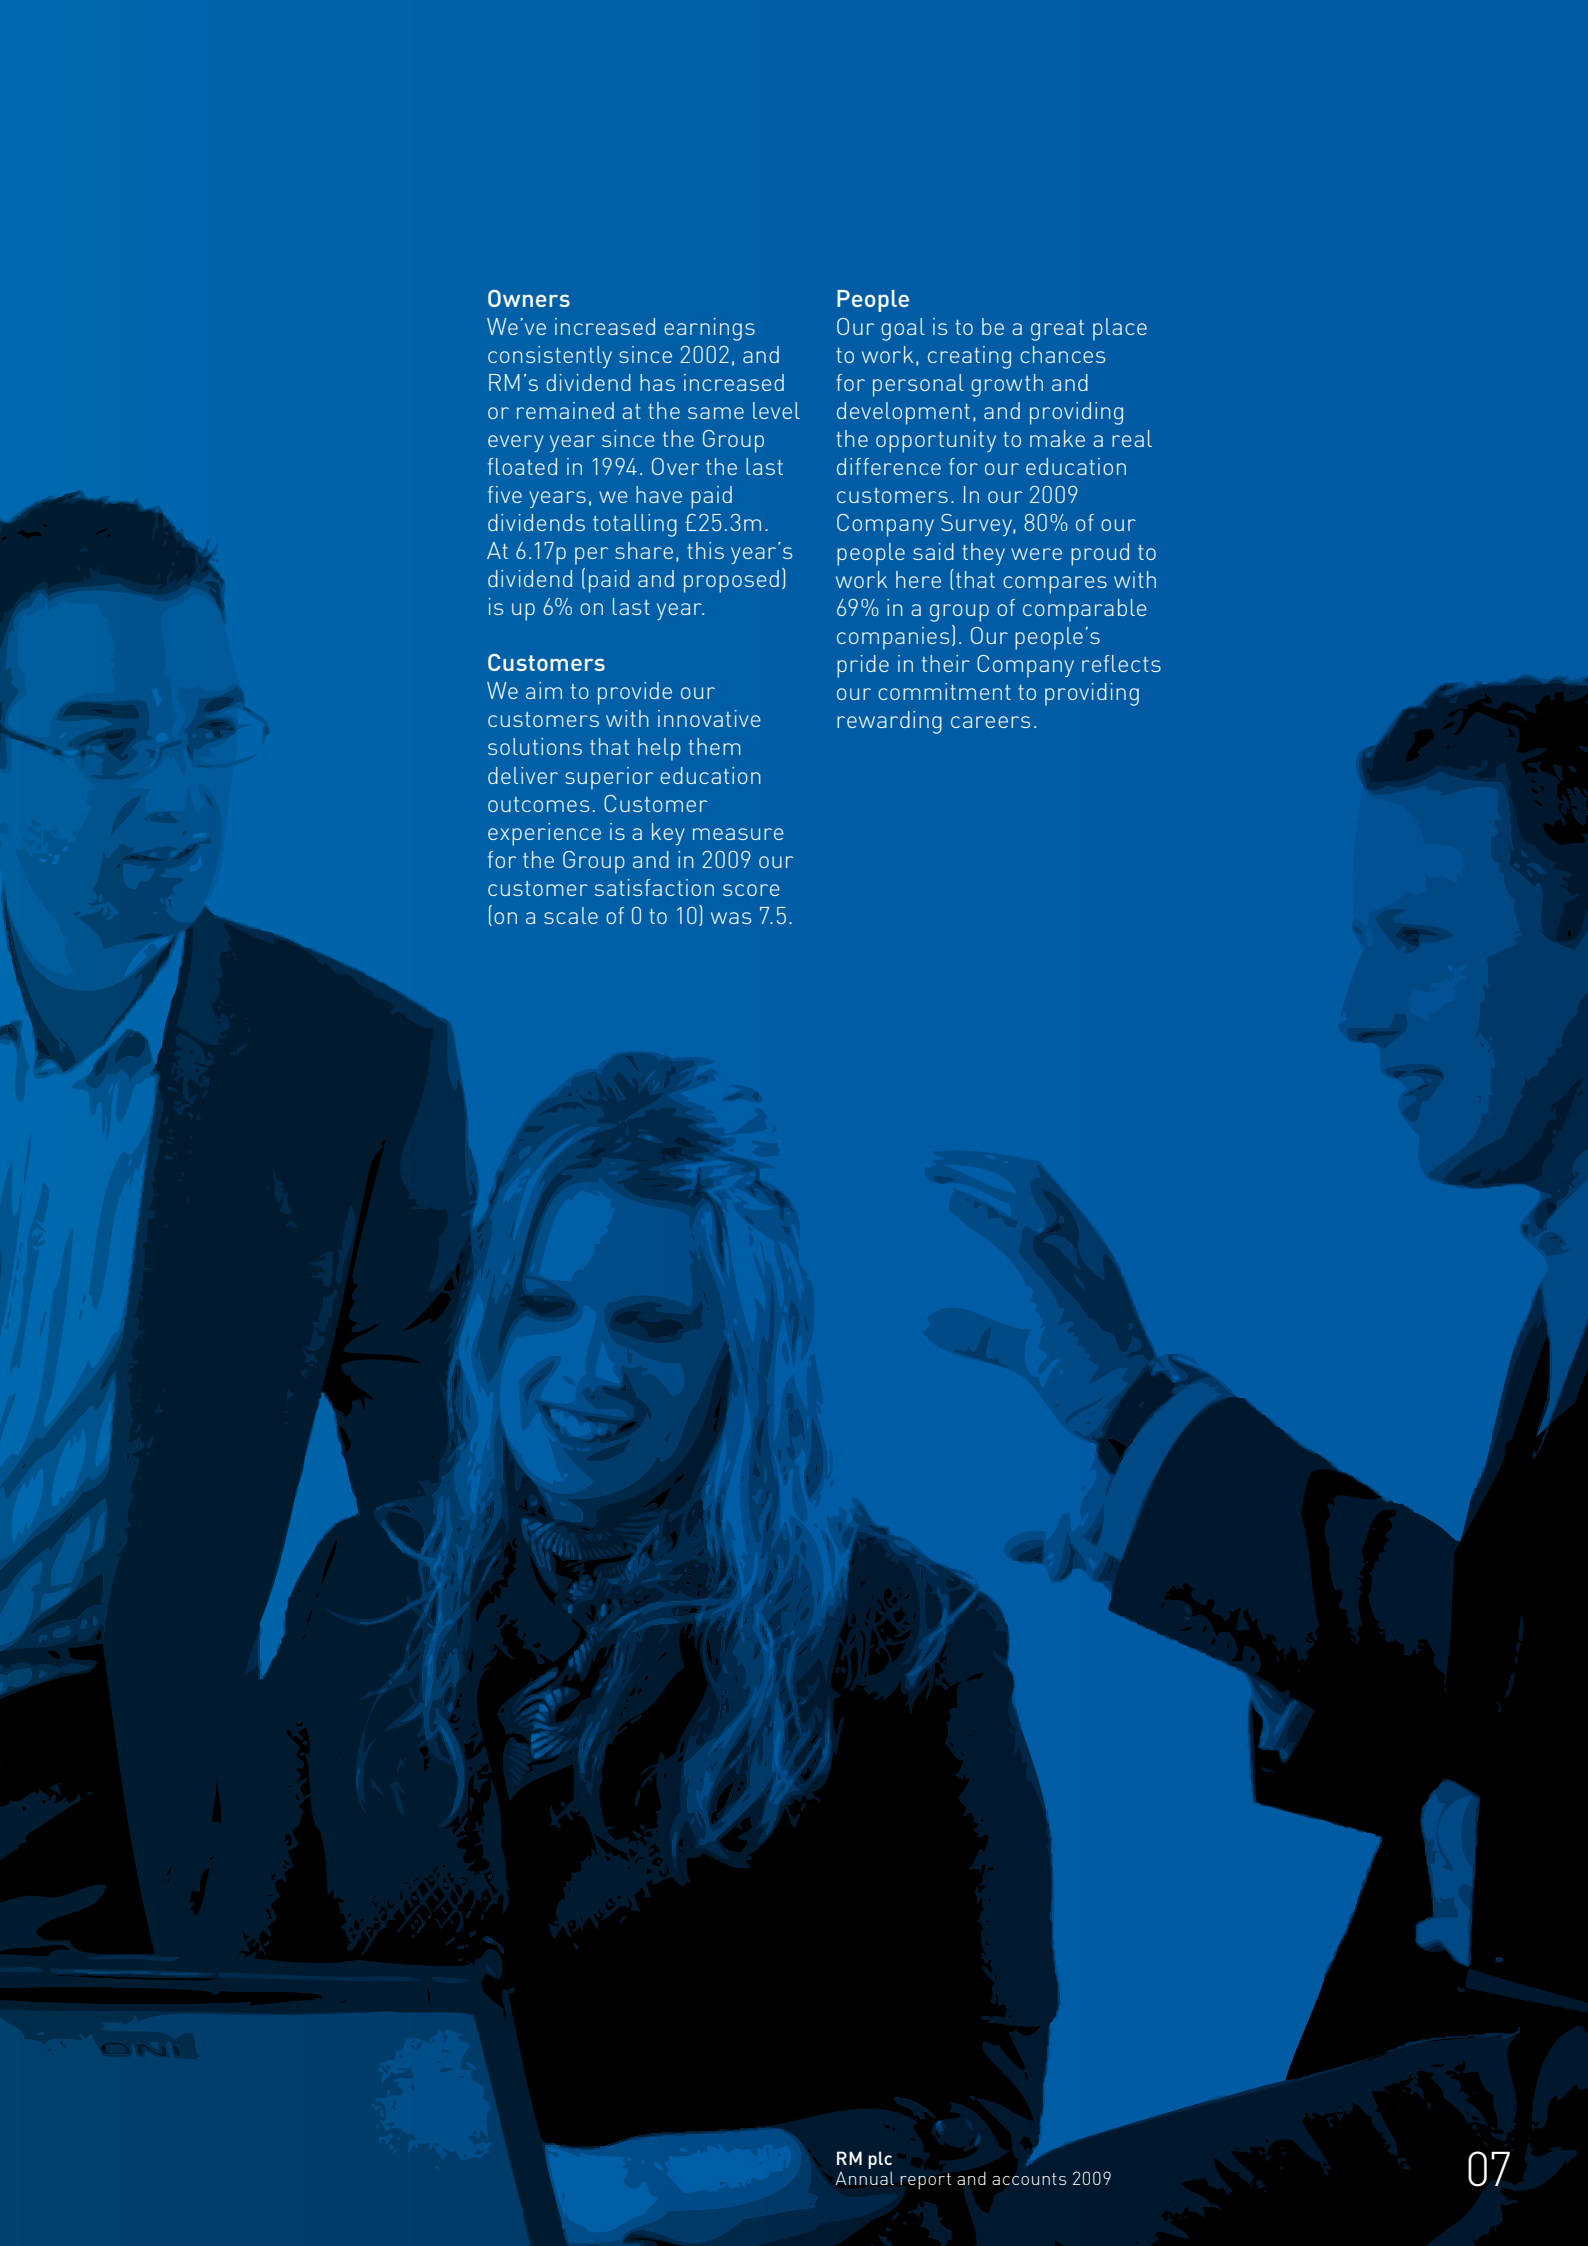 Owners
We've increased earnings
consistently since 2002, and
RM's dividend has increased
or remained at the same level
every year since the Group
floated in 1994. Over the last
five years, we have paid
dividends totalling £25.3m.
At 6.17p per share, this year's
dividend (paid and proposed)
is up 6% on last year.
Customers
We aim to provide our
customers with innovative
solutions that help them
deliver superior education
outcomes. Customer
experience is a key measure
for the Group and in 2009 our
customer satisfaction score
(on a scale of 0 to 10) was 7.5.
People
Our goal is to be a great place
to work, creating chances
for personal growth and
development, and providing
the opportunity to make a real
difference for our education
customers. In our 2009
Company Survey, 80% of our
people said they were proud to
work here (that compares with
69% in a group of comparable
companies). Our people's
pride in their Company reflects
our commitment to providing
rewarding careers.
RM plc
Annual report and accounts 2009
07